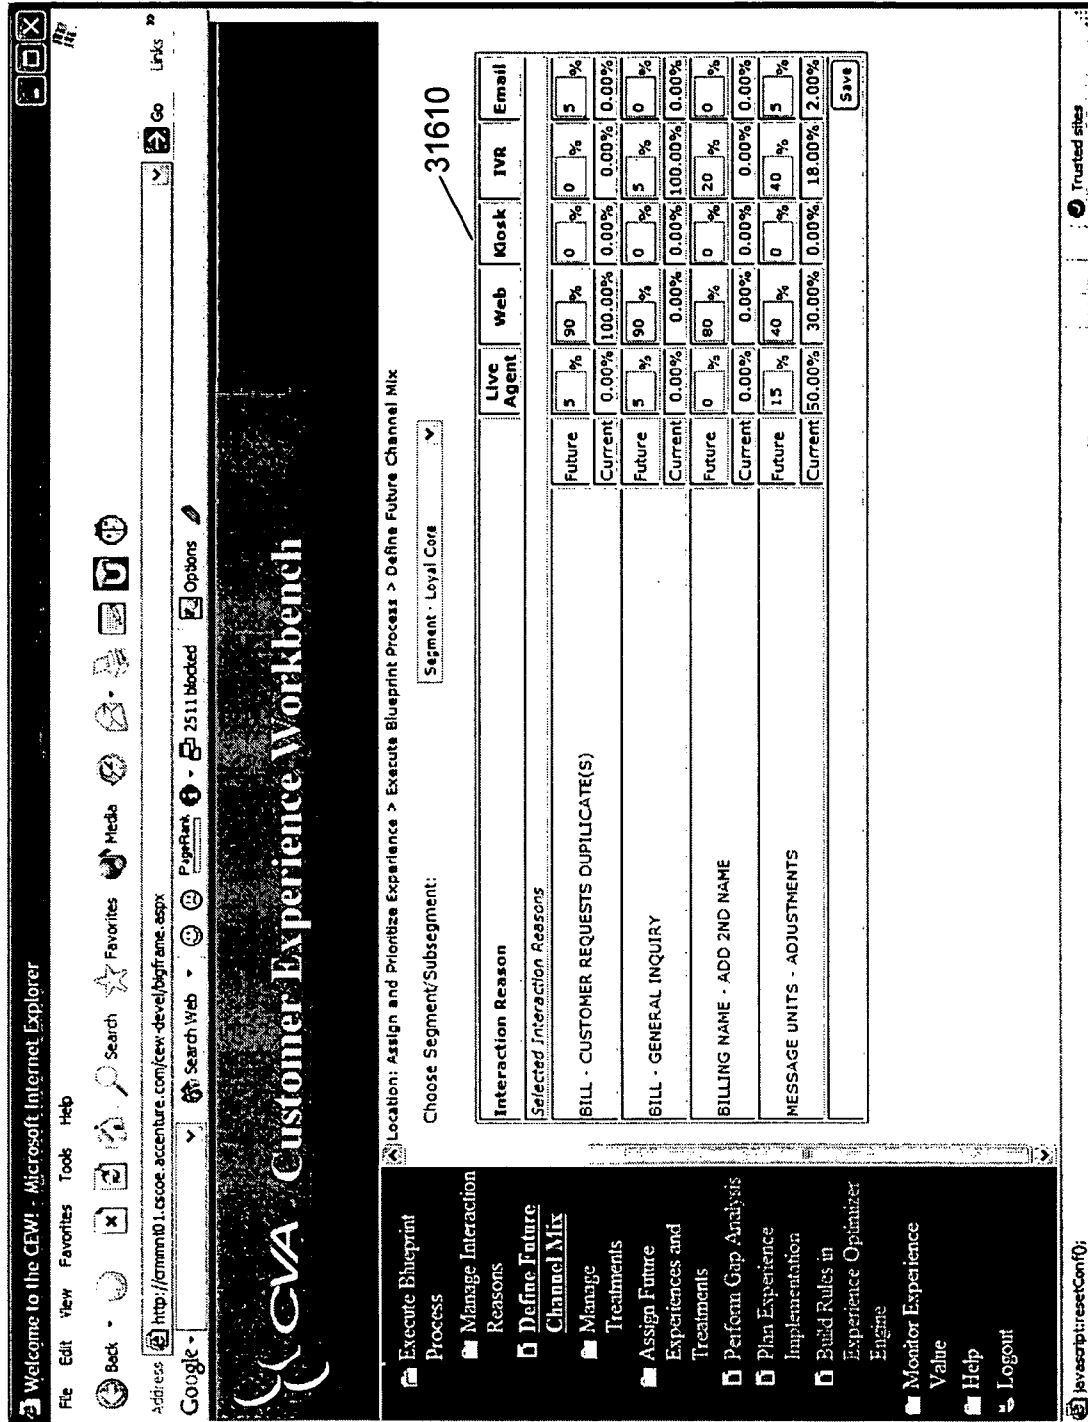 Welcome to the CEW! - Microsoft Internet Explorer
File Edit View Favorites Tools Help
Back Search Favorites Media
Address http://crmnt01.cscoe.accenture.com/cew-devel/bigframe.aspx Go Links »
Google Search Web PageRank 2511 blocked Options
CVA - Customer Experience Workbench
Execute Blueprint Process
Manage Interaction Reasons
Define Future Channel Mix
Manage Treatments
Assign Future Experiences and Treatments
Perform Gap Analysis
Plan Experience Implementation
Build Rules in Experience Optimizer Engine
Monitor Experience Value
Help
Logout
Location: Assign and Prioritize Experience > Execute Blueprint Process > Define Future Channel Mix
Choose Segment/Subsegment: Segment - Loyal Core
31610
Interaction Reason Live Agent Web Kiosk IVR Email
Selected Interaction Reasons
BILL - CUSTOMER REQUESTS DUPILICATE(S) Future 5 % 90 % 0 % 0 % 5 %
Current 0.00% 100.00% 0.00% 0.00% 0.00%
BILL - GENERAL INQUIRY Future 5 % 90 % 0 % 5 % 0 %
Current 0.00% 0.00% 0.00% 100.00% 0.00%
BILLING NAME - ADD 2ND NAME Future 0 % 80 % 0 % 20 % 0 %
Current 0.00% 0.00% 0.00% 0.00% 0.00%
MESSAGE UNITS - ADJUSTMENTS Future 15 % 40 % 0 % 40 % 5 %
Current 50.00% 30.00% 0.00% 18.00% 2.00%
Save
javascript:resetConf(); Trusted sites